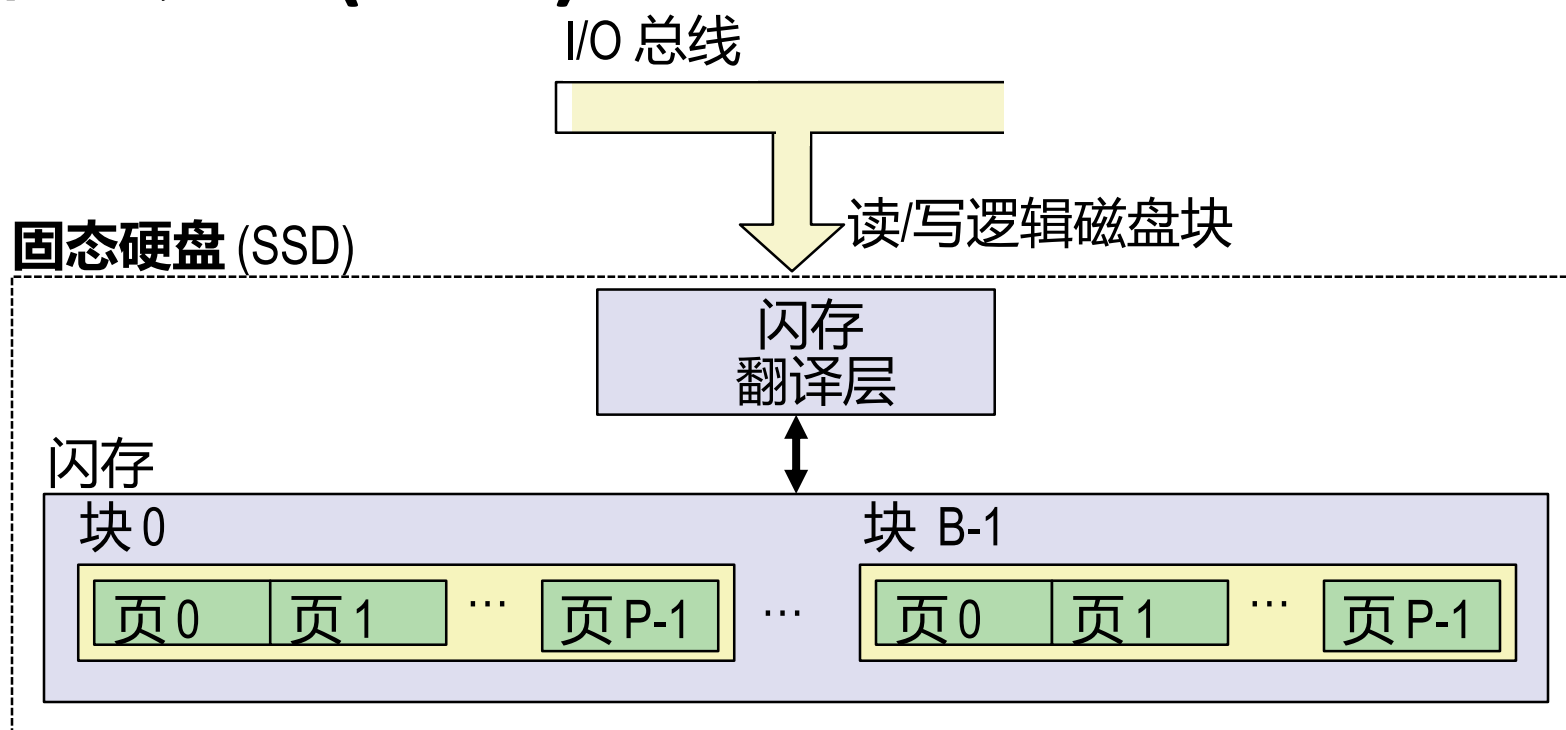 I/O 总线
读/写逻辑磁盘块
固态硬盘 (SSD)
闪存
翻译层
闪存
块 0
块 B-1
页 0 页 1 … 页 P-1 … 页 0 页 1 … 页 P-1